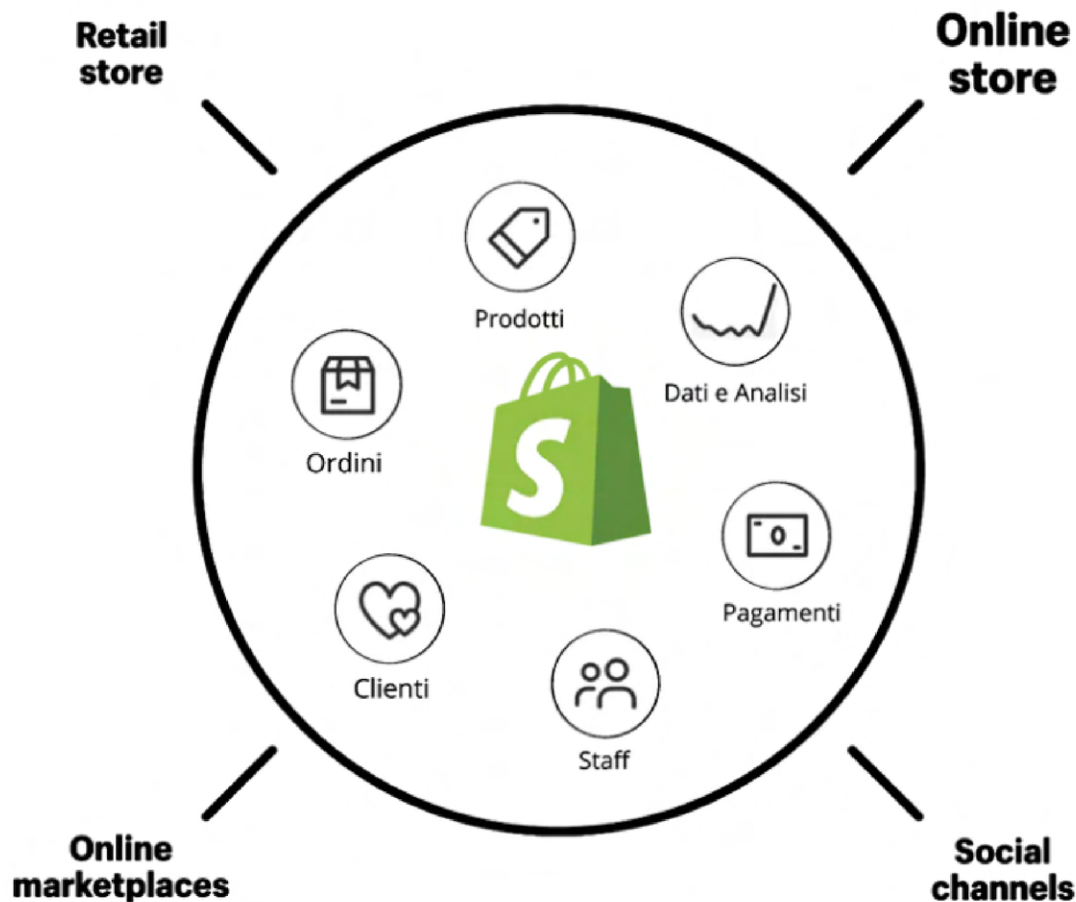 Retail
store
Online
store
Prodotti
Dati e Analisi
Ordini
S
Pagamenti
Clienti
Staff
Online
marketplaces
Social
channels